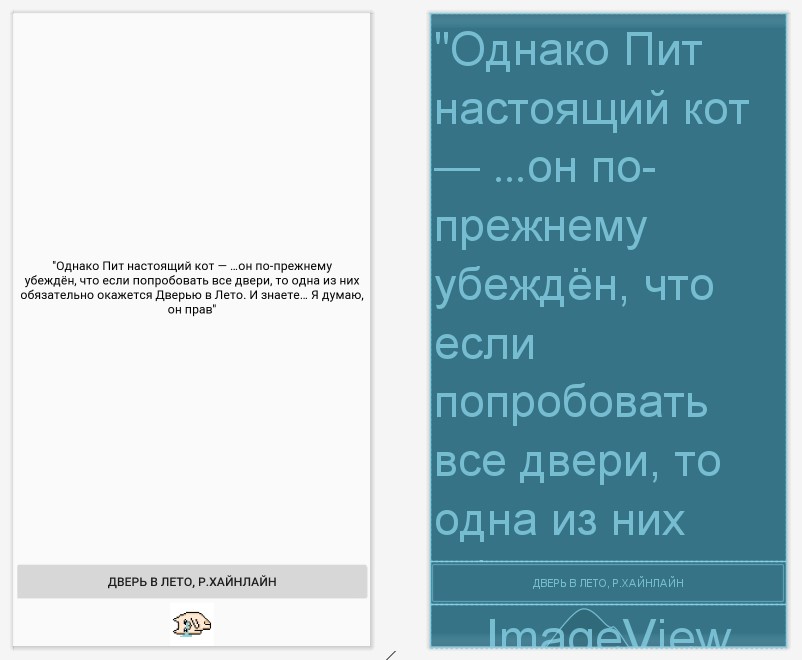 "Однако Пит настоящий кот — ...он по-прежнему
убеждён, что если попробовать все двери, то одна из них
обязательно окажется Дверью в Лето. И знаете... Я думаю,
он прав"
ДВЕРЬ В ЛЕТО, Р.ХАЙНЛАЙН
"Однако Пит
настоящий кот
— ...он по-
прежнему
убеждён, что
если
попробовать
все двери, то
одна из них
ДВЕРЬ В ЛЕТО, Р.ХАЙНЛАЙН
ImageView